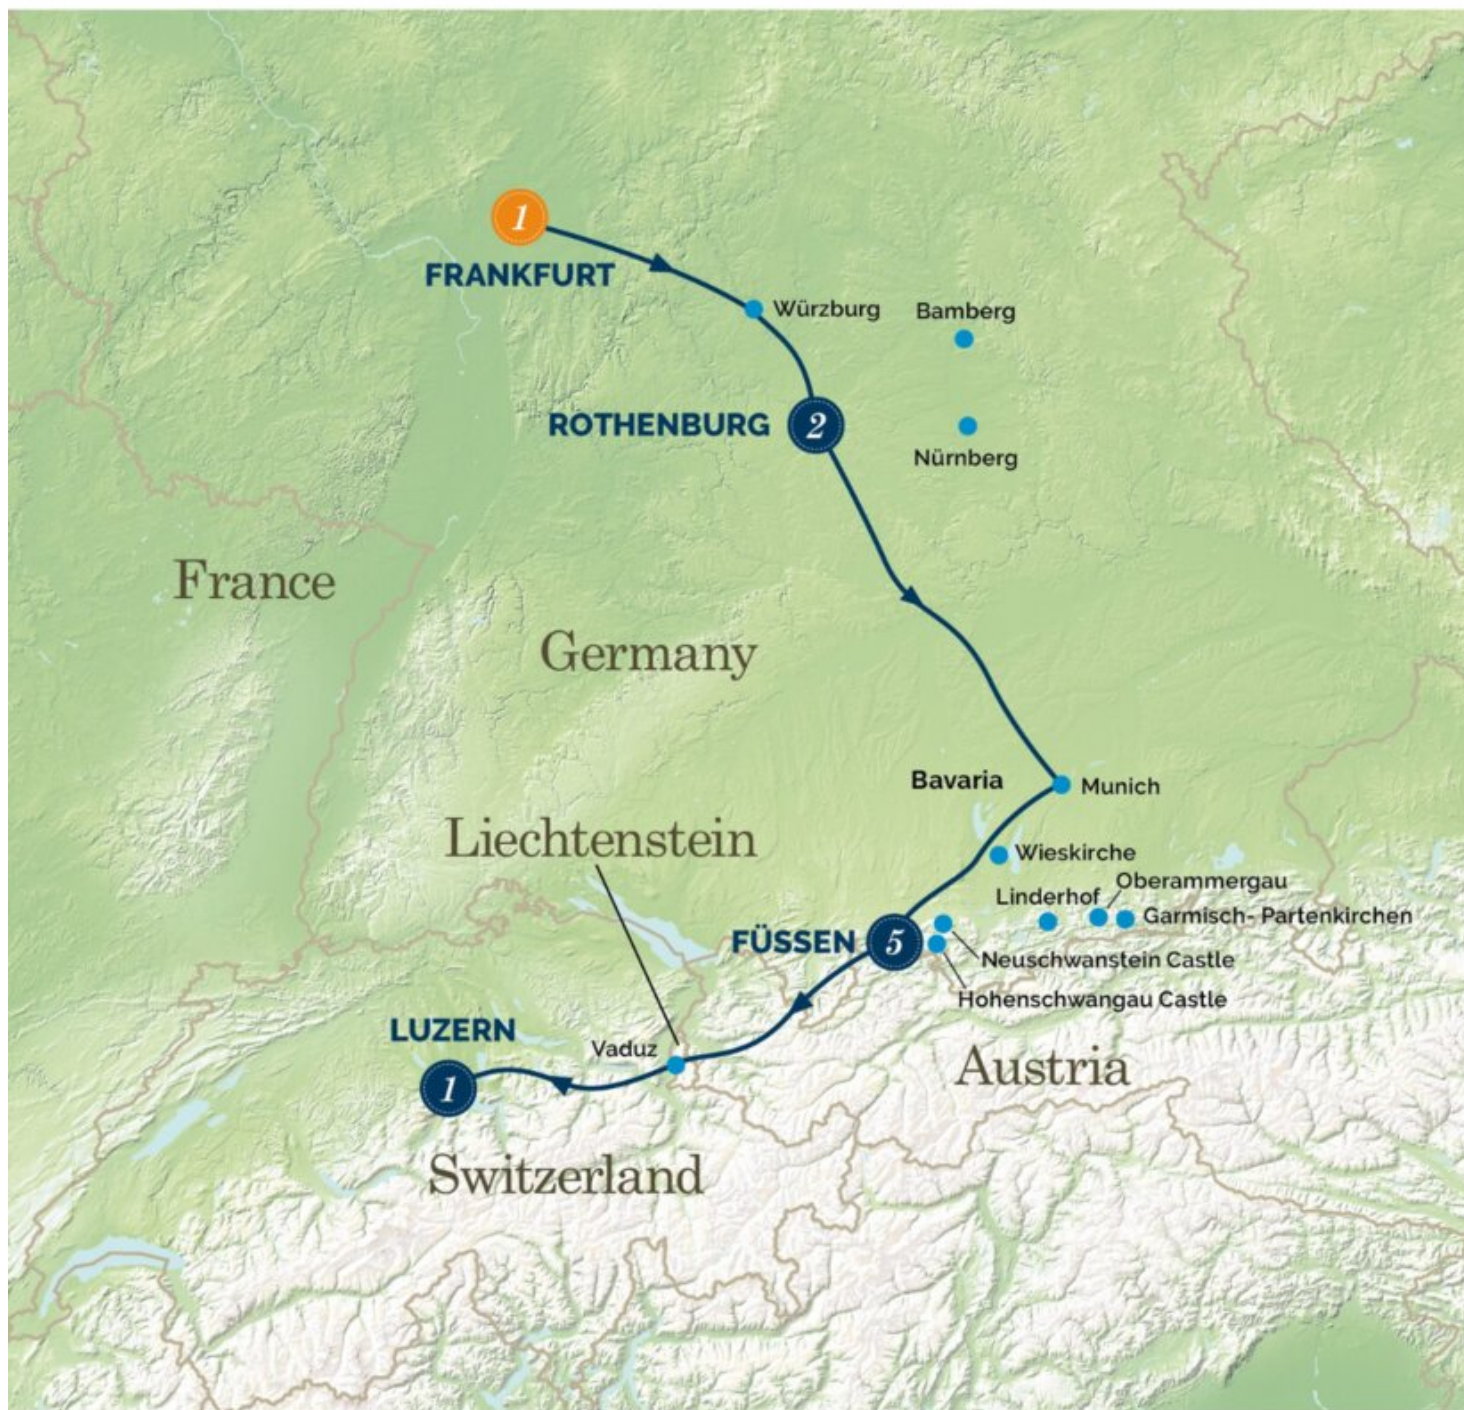 1
FRANKFURT
Würzburg
Bamberg
ROTHENBURG
2
Nürnberg
France
Germany
Bavaria
Munich
Liechtenstein
Wieskirche
Oberammergau
Linderhof
Garmisch- Partenkirchen
FÜSSEN
5
Neuschwanstein Castle
Hohenschwangau Castle
LUZERN
Vaduz
1
Austria
Switzerland